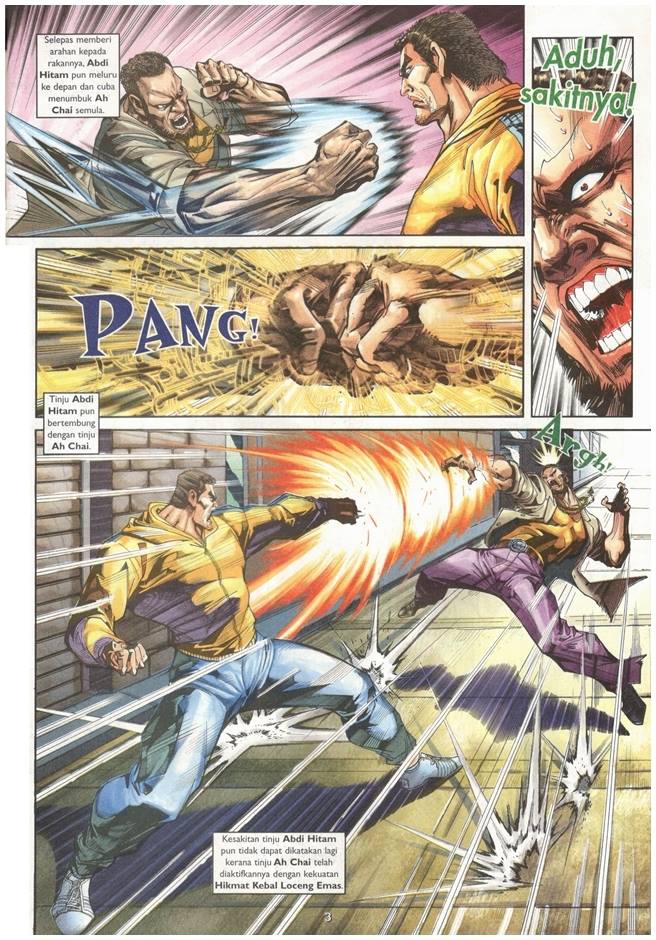 Selepas memberi
arahan kepada
rakannya, Abdi
Hitam pun meluru
ke depan dan cuba
menumbuk Ah
Chai semula.
Aduh,
sakitnya!
PANG!
Tinju Abdi
Hitam pun
bertembung
dengan tinju
Ah Chai.
Argh!
Kesakitan tinju Abdi Hitam
pun tidak dapat dikatakan lagi
kerana tinju Ah Chai telah
diaktifkannya dengan kekuatan
Hikmat Kebal Loceng Emas.
3